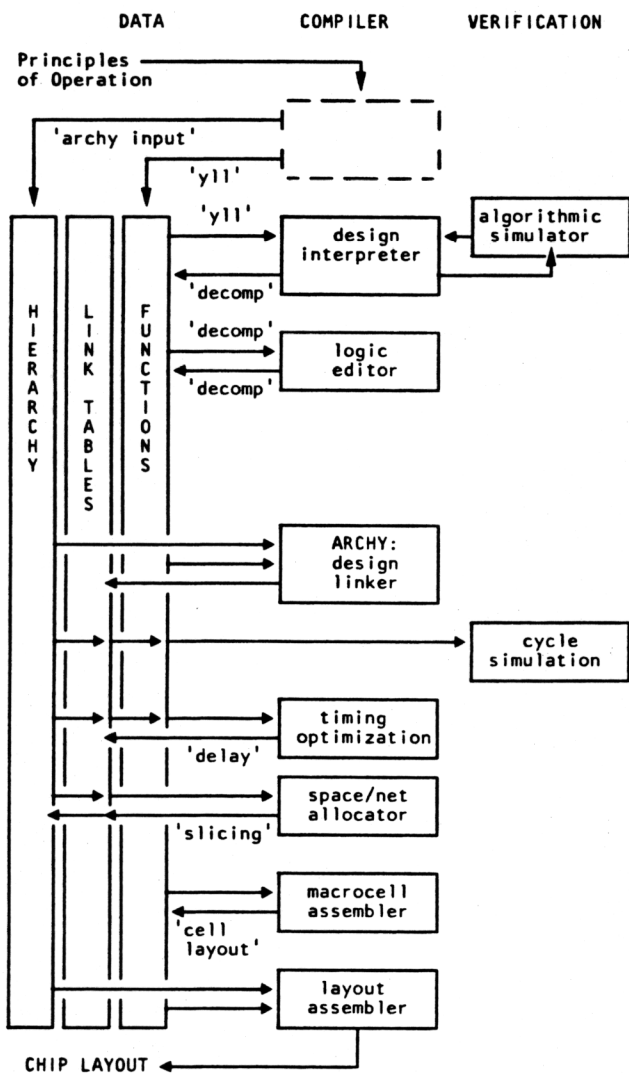 DATA COMPILER VERIFICATION
Principles
of Operation
'archy input'
'yll'
'yll'
design
interpreter
algorithmic
simulator
'decomp'
'decomp'
logic
editor
'decomp'
HIERARCHY
LINK TABLES
FUNCTIONS
ARCHY:
design
linker
cycle
simulation
timing
optimization
'delay'
space/net
allocator
'slicing'
macrocell
assembler
'cell
layout'
layout
assembler
CHIP LAYOUT